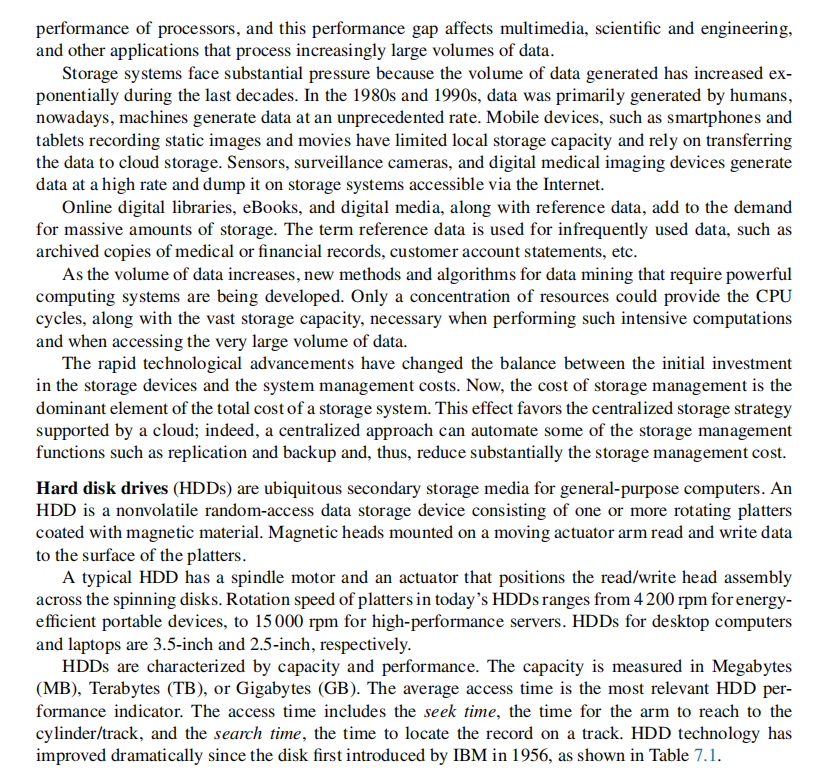 performance of processors, and this performance gap affects multimedia, scientific and engineering,
and other applications that process increasingly large volumes of data.
Storage systems face substantial pressure because the volume of data generated has increased ex-
ponentially during the last decades. In the 1980s and 1990s, data was primarily generated by humans,
nowadays, machines generate data at an unprecedented rate. Mobile devices, such as smartphones and
tablets recording static images and movies have limited local storage capacity and rely on transferring
the data to cloud storage. Sensors, surveillance cameras, and digital medical imaging devices generate
data at a high rate and dump it on storage systems accessible via the Internet.
Online digital libraries, eBooks, and digital media, along with reference data, add to the demand
for massive amounts of storage. The term reference data is used for infrequently used data, such as
archived copies of medical or financial records, customer account statements, etc.
As the volume of data increases, new methods and algorithms for data mining that require powerful
computing systems are being developed. Only a concentration of resources could provide the CPU
cycles, along with the vast storage capacity, necessary when performing such intensive computations
and when accessing the very large volume of data.
The rapid technological advancements have changed the balance between the initial investment
in the storage devices and the system management costs. Now, the cost of storage management is the
dominant element of the total cost of a storage system. This effect favors the centralized storage strategy
supported by a cloud; indeed, a centralized approach can automate some of the storage management
functions such as replication and backup and, thus, reduce substantially the storage management cost.
Hard disk drives (HDDs) are ubiquitous secondary storage media for general-purpose computers. An
HDD is a nonvolatile random-access data storage device consisting of one or more rotating platters
coated with magnetic material. Magnetic heads mounted on a moving actuator arm read and write data
to the surface of the platters.
A typical HDD has a spindle motor and an actuator that positions the read/write head assembly
across the spinning disks. Rotation speed of platters in today's HDDs ranges from 4 200 rpm for energy-
efficient portable devices, to 15 000 rpm for high-performance servers. HDDs for desktop computers
and laptops are 3.5-inch and 2.5-inch, respectively.
HDDs are characterized by capacity and performance. The capacity is measured in Megabytes
(MB), Terabytes (TB), or Gigabytes (GB). The average access time is the most relevant HDD per-
formance indicator. The access time includes the seek time, the time for the arm to reach to the
cylinder/track, and the search time, the time to locate the record on a track. HDD technology has
improved dramatically since the disk first introduced by IBM in 1956, as shown in Table 7.1.